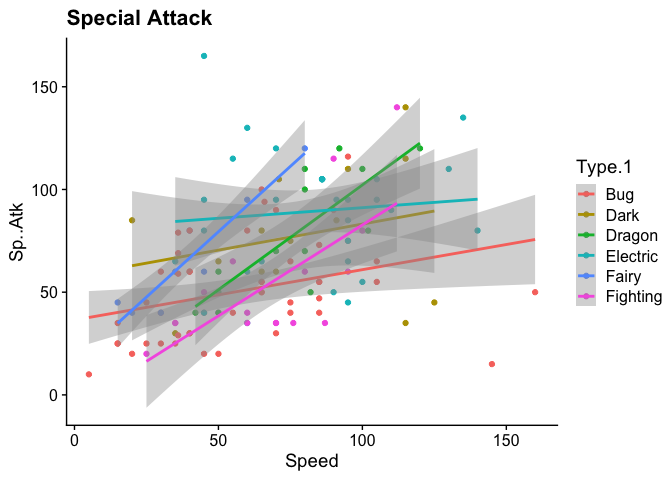 Special Attack
150
100
50
0
Sp..Atk
0
50
100
150
Speed
Type.1
Bug
Dark
Dragon
Electric
Fairy
Fighting